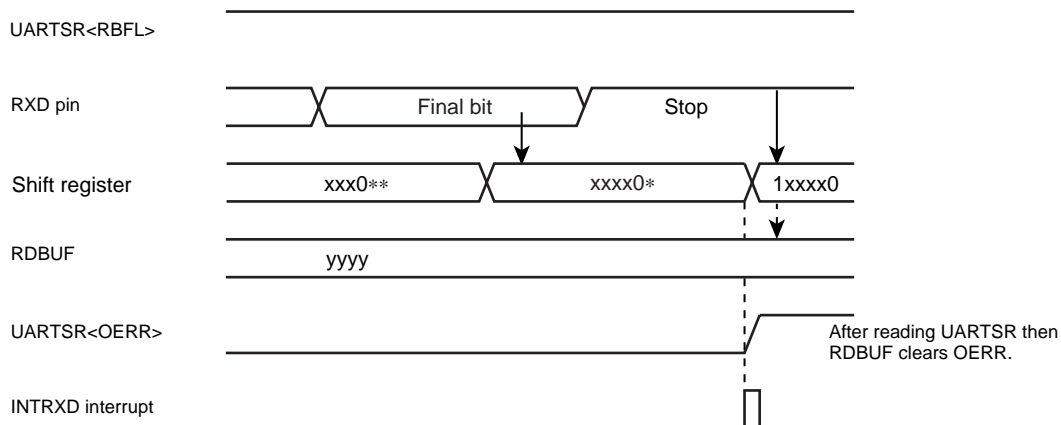 UARTSR<RBFL>
RXD pin
Final bit
Stop
Shift register
xxx0**
xxxx0*
1xxxx0
RDBUF
yyyy
UARTSR<OERR>
After reading UARTSR then
RDBUF clears OERR.
INTRXD interrupt